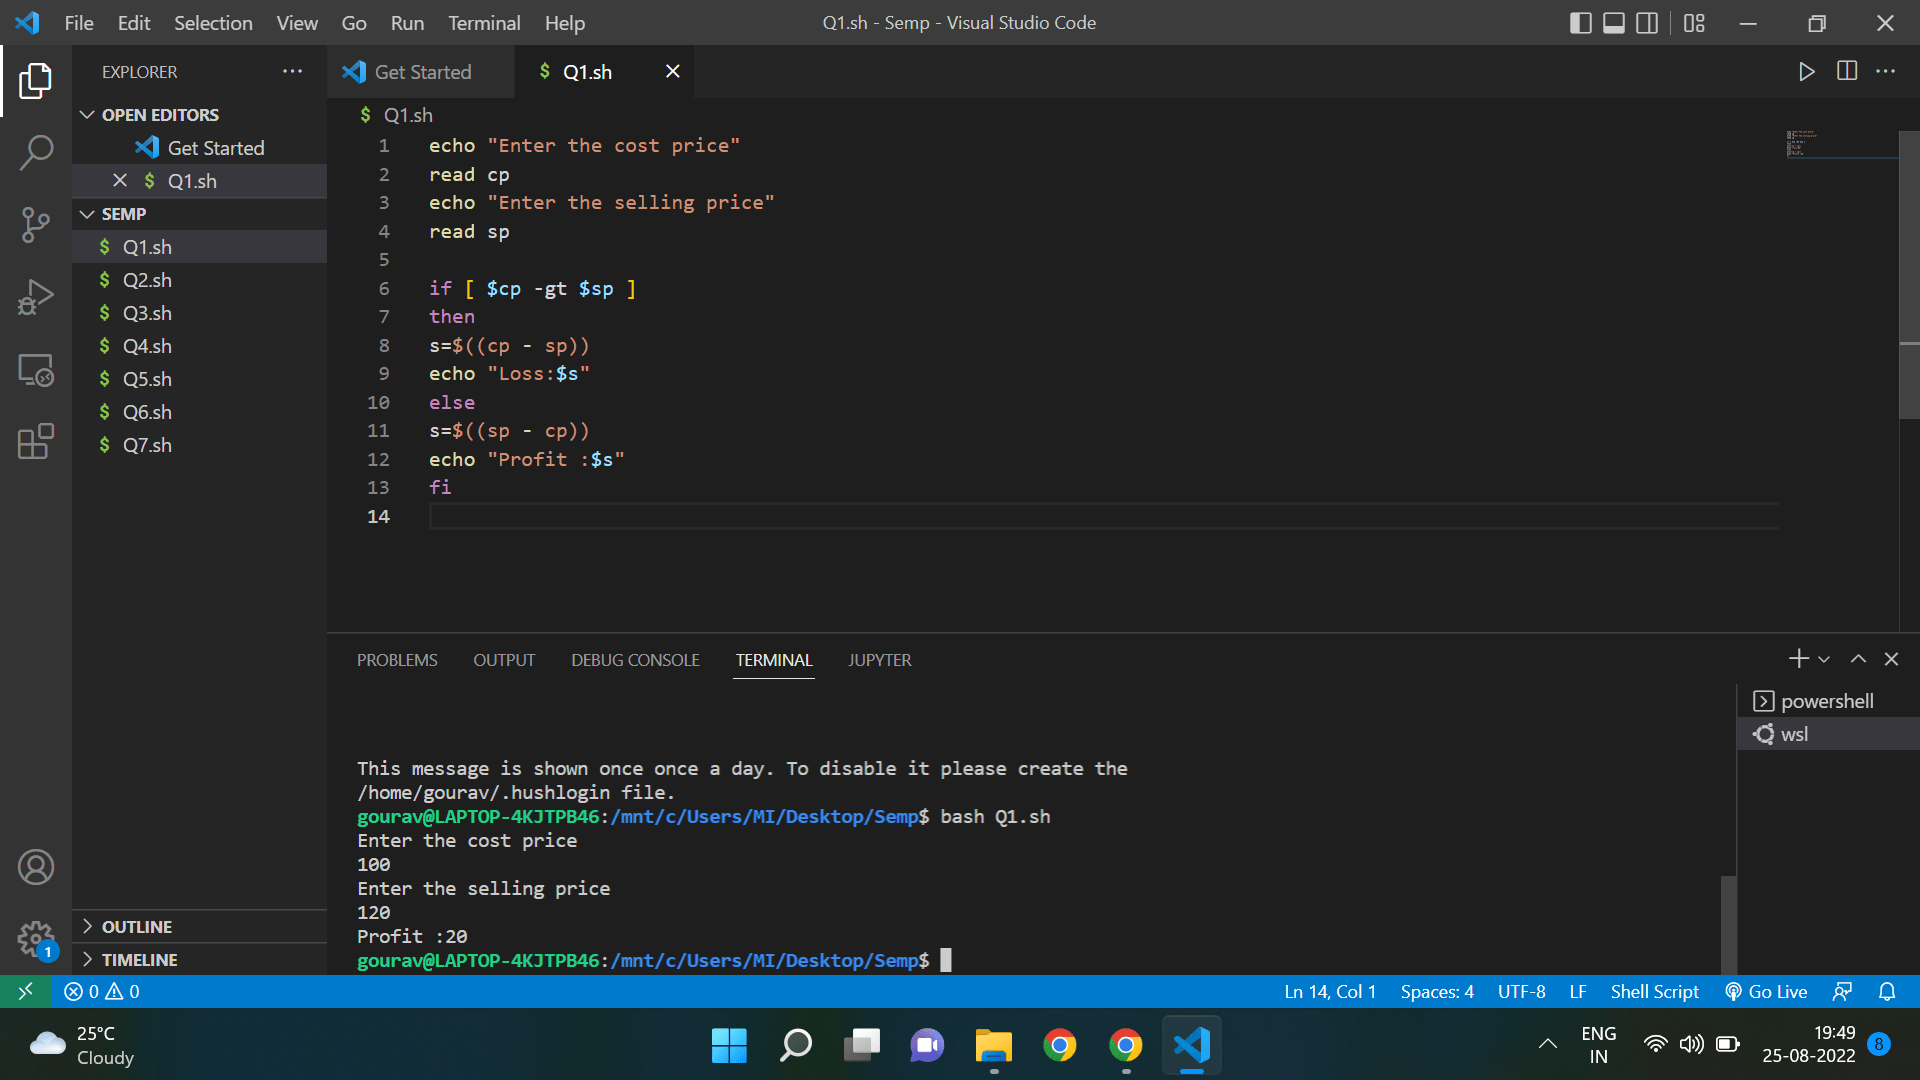 File Edit Selection View Go Run Terminal Help
Q1.sh - Semp - Visual Studio Code
EXPLORER
OPEN EDITORS
Get Started
Q1.sh
SEMP
Q1.sh
Q2.sh
Q3.sh
Q4.sh
Q5.sh
Q6.sh
Q7.sh
OUTLINE
TIMELINE
Get Started
$ Q1.sh
$ Q1.sh
1 echo "Enter the cost price"
2 read cp
3 echo "Enter the selling price"
4 read sp
5
6 if [ $cp -gt $sp ]
7 then
8 s=$((cp - sp))
9 echo "Loss:$s"
10 else
11 s=$((sp - cp))
12 echo "Profit :$s"
13 fi
14
PROBLEMS OUTPUT DEBUG CONSOLE TERMINAL JUPYTER
powershell
wsl
This message is shown once once a day. To disable it please create the
/home/gourav/.hushlogin file.
gourav@LAPTOP-4KJTPB46:/mnt/c/Users/MI/Desktop/Semp$ bash Q1.sh
Enter the cost price
100
Enter the selling price
120
Profit :20
gourav@LAPTOP-4KJTPB46:/mnt/c/Users/MI/Desktop/Semp$
1
0 0
Ln 14, Col 1 Spaces: 4 UTF-8 LF Shell Script Go Live
25°C
Cloudy
ENG
IN
19:49
25-08-2022
8